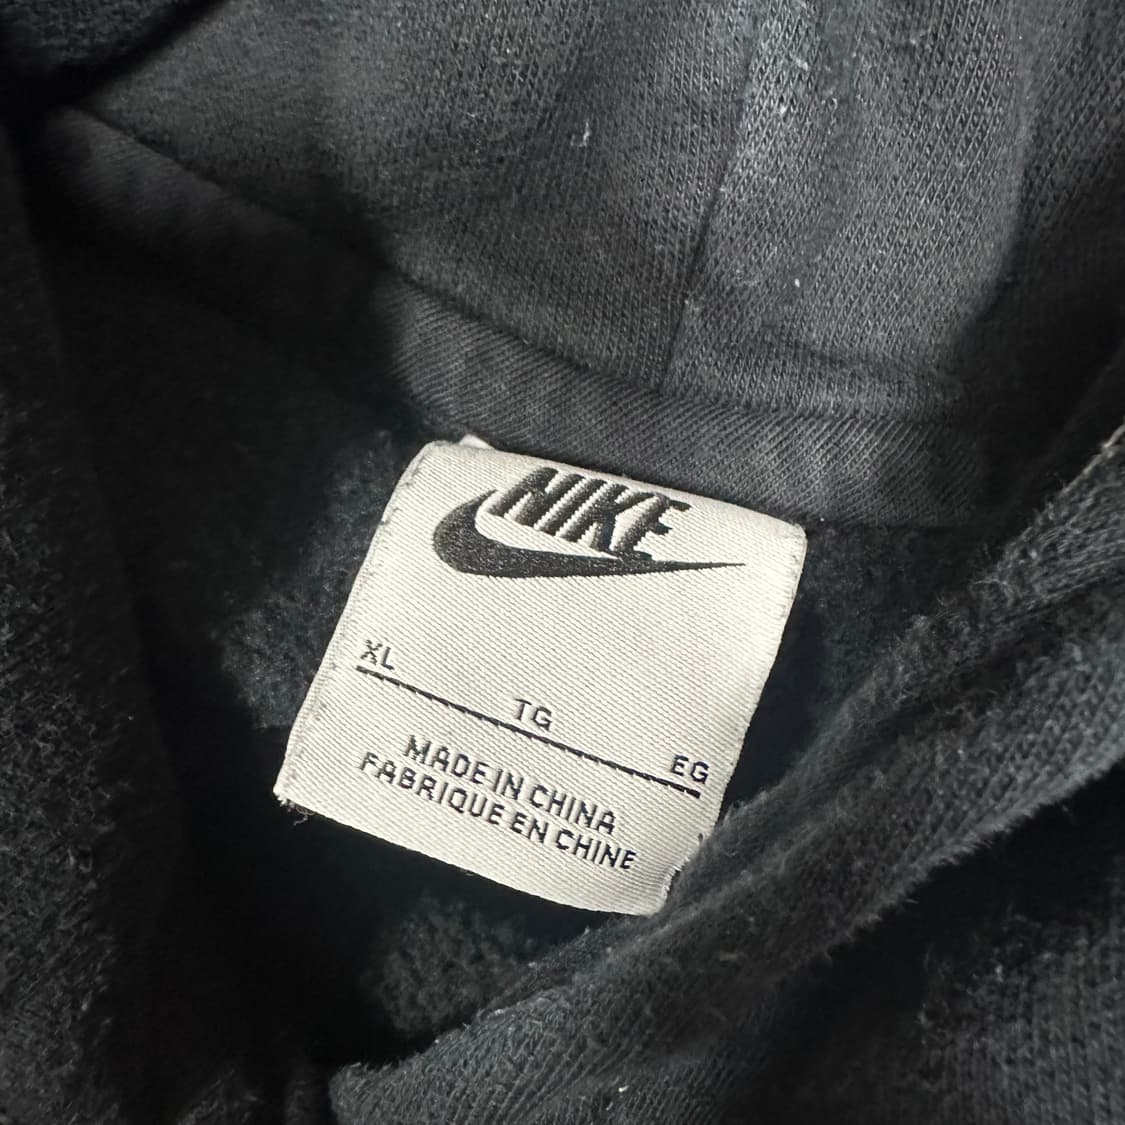 NIKE
XL TG EG
MADE IN CHINA
FABRIQUE EN CHINE